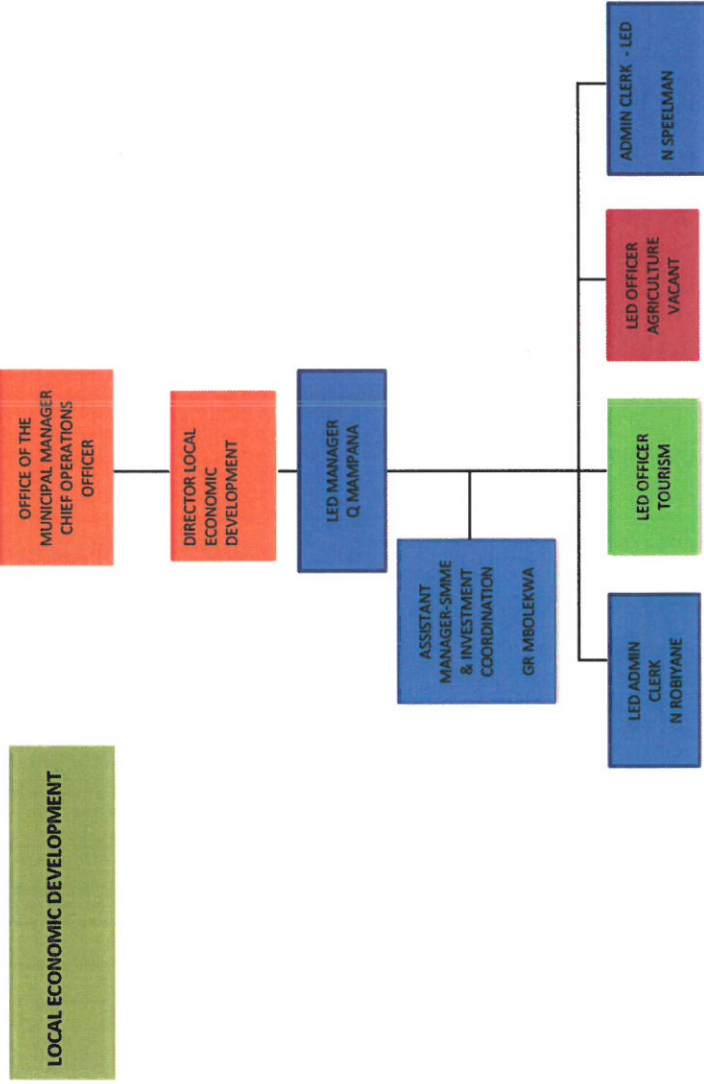 LOCAL ECONOMIC DEVELOPMENT
OFFICE OF THE
MUNICIPAL MANAGER
CHIEF OPERATIONS
OFFICER
DIRECTOR LOCAL
ECONOMIC
DEVELOPMENT
LED MANAGER
Q MAMPANA
ASSISTANT
MANAGER-SMME
& INVESTMENT
COORDINATION
GR MBOLEKWA
LED ADMIN
CLERK
N ROBIYANE
LED OFFICER
TOURISM
LED OFFICER
AGRICULTURE
VACANT
ADMIN CLERK - LED
N SPEELMAN